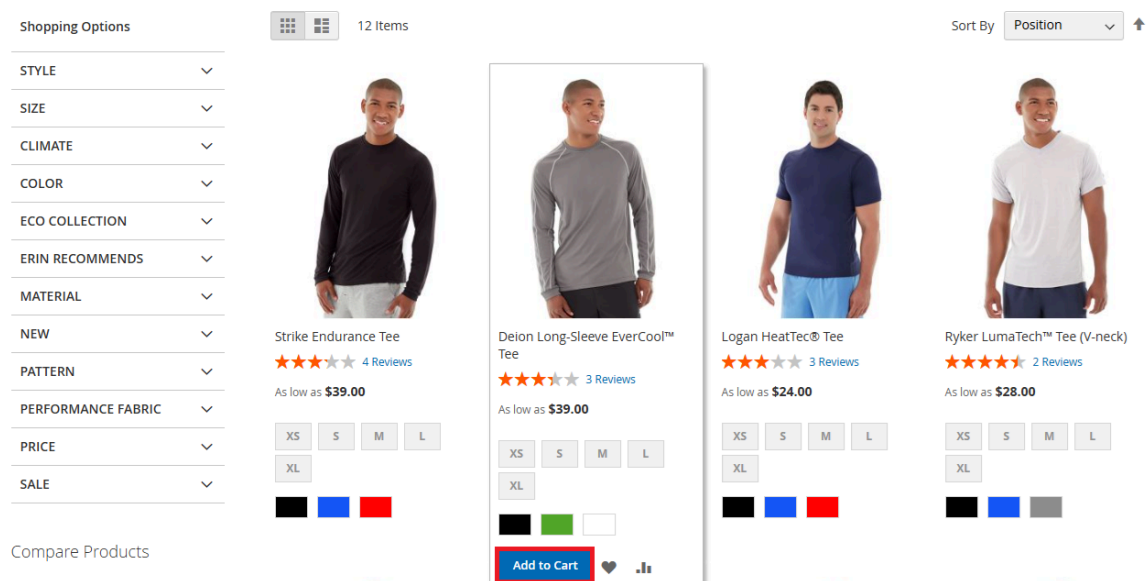 Shopping Options
12 Items
Sort By Position
STYLE
SIZE
CLIMATE
COLOR
ECO COLLECTION
ERIN RECOMMENDS
MATERIAL
NEW
PATTERN
PERFORMANCE FABRIC
PRICE
SALE
Compare Products
Strike Endurance Tee
4 Reviews
As low as $39.00
XS S M L
XL
Deion Long-Sleeve EverCool™
Tee
3 Reviews
As low as $39.00
XS S M L
XL
Add to Cart
Logan HeatTec® Tee
3 Reviews
As low as $24.00
XS S M L
XL
Ryker LumaTech™ Tee (V-neck)
2 Reviews
As low as $28.00
XS S M L
XL